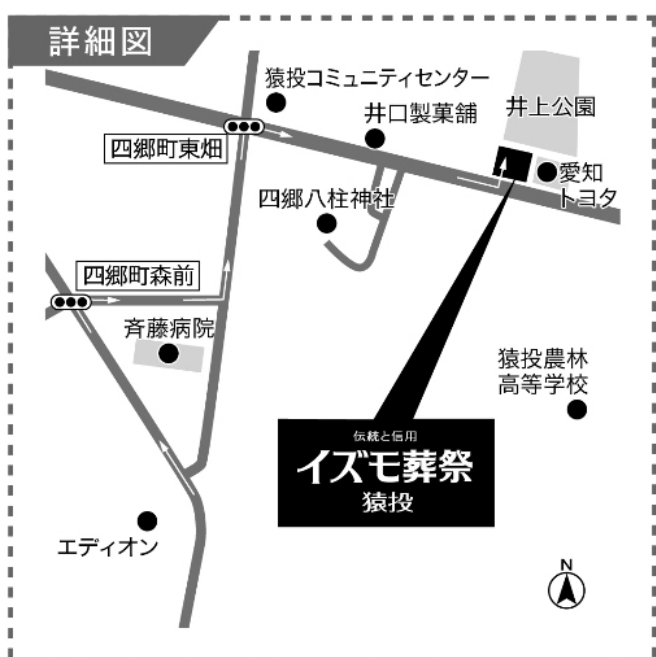 詳細図
猿投コミュニティセンター
井口製菓舗
井上公園
四郷町東畑
愛知
トヨタ
四郷八柱神社
四郷町森前
斉藤病院
猿投農林
高等学校
伝統と信用
イズモ葬祭
猿投
エディオン
N